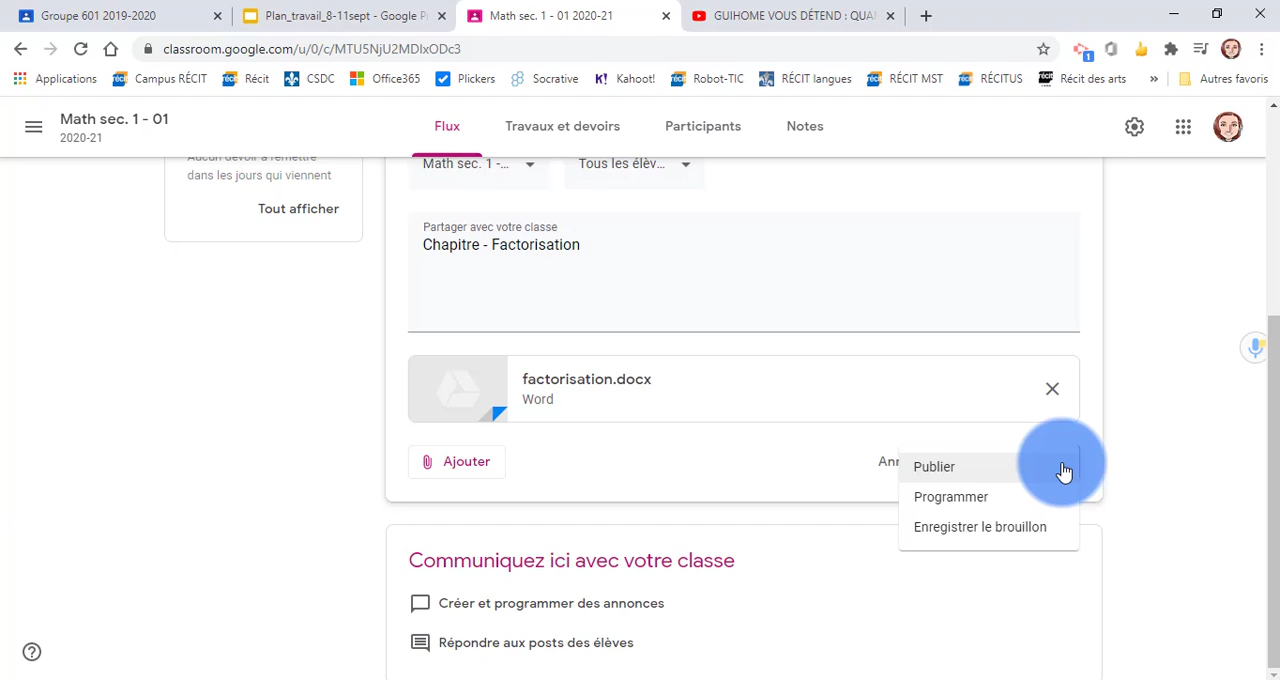 Groupe 601 2019-2020
Plan_travail_8-11sept - Google P
Math sec. 1 - 01 2020-21
GUIHOME VOUS DÉTEND : QUAN
classroom.google.com/u/0/c/MTU5NjU2MDIxODc3
1
Applications
Campus RÉCIT
Récit
CSDC
Office365
Plickers
Socrative
K! Kahoot!
RoboTIC
RÉCIT langues
RÉCIT MST
RÉCITUS
Récit des arts
»
Autres favoris
Math sec. 1 - 01
2020-21
Flux
Travaux et devoirs
Participants
Notes
Aucun devoir à remettre
dans les jours qui viennent
Tout afficher
Math sec. 1 -...
Tous les élèv...
Partager avec votre classe
Chapitre - Factorisation
factorisation.docx
Word
Ajouter
Ann
Publier
Programmer
Enregistrer le brouillon
Communiquez ici avec votre classe
Créer et programmer des annonces
Répondre aux posts des élèves